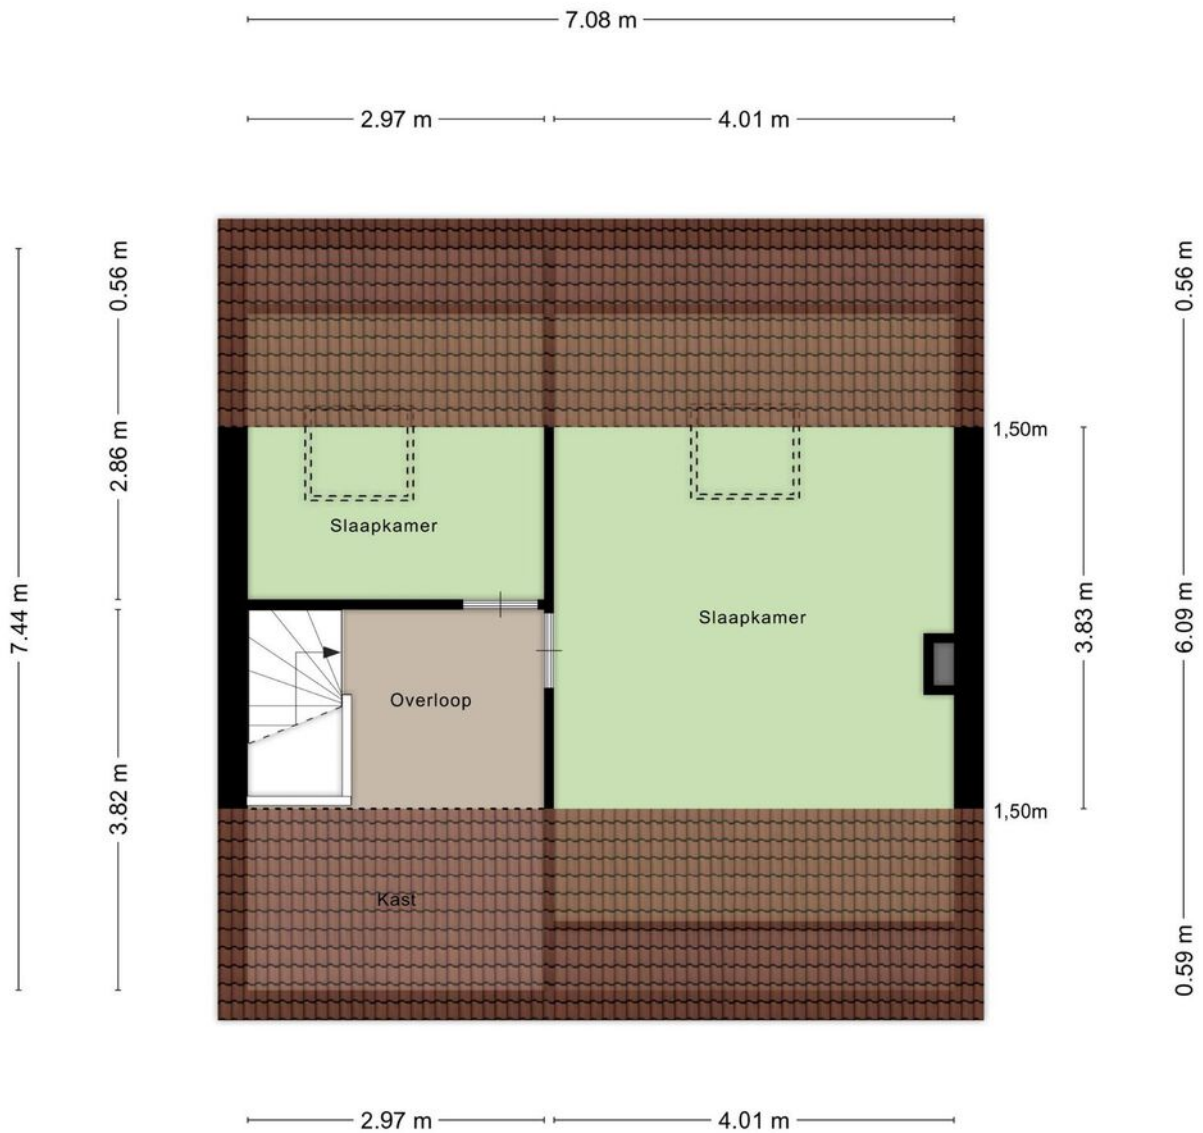 7.08 m
2.97 m
4.01 m
0.56 m
0.56 m
2.86 m
1,50m
Slaapkamer
7.44 m
3.83 m
6.09 m
Slaapkamer
Overloop
3.82 m
1,50m
Kast
0.59 m
2.97 m
4.01 m